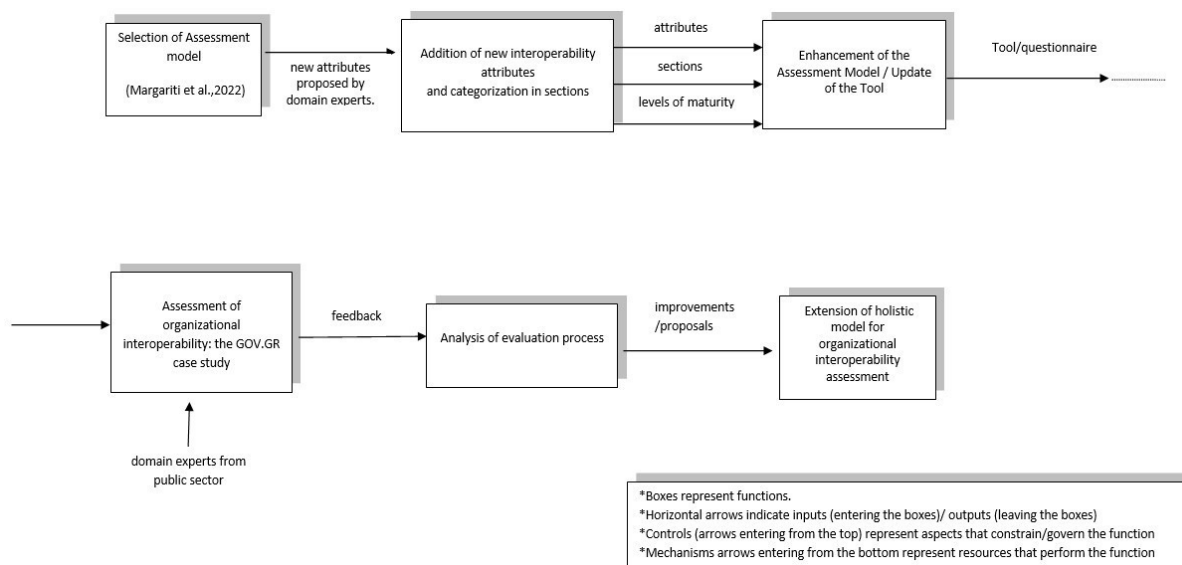 Selection of Assessment
model
(Margariti et al.,2022)
new attributes
proposed by
domain experts.
Addition of new interoperability
attributes
and categorization in sections
attributes
sections
levels of maturity
Enhancement of the
Assessment Model / Update
of the Tool
Tool/questionnaire
Assessment of
organizational
interoperability: the GOV.GR
case study
domain experts from
public sector
feedback
Analysis of evaluation process
improvements
/proposals
Extension of holistic
model for
organizational
interoperability
assessment
*Boxes represent functions.
*Horizontal arrows indicate inputs (entering the boxes)/ outputs (leaving the boxes)
*Controls (arrows entering from the top) represent aspects that constrain/govern the function
*Mechanisms arrows entering from the bottom represent resources that perform the function